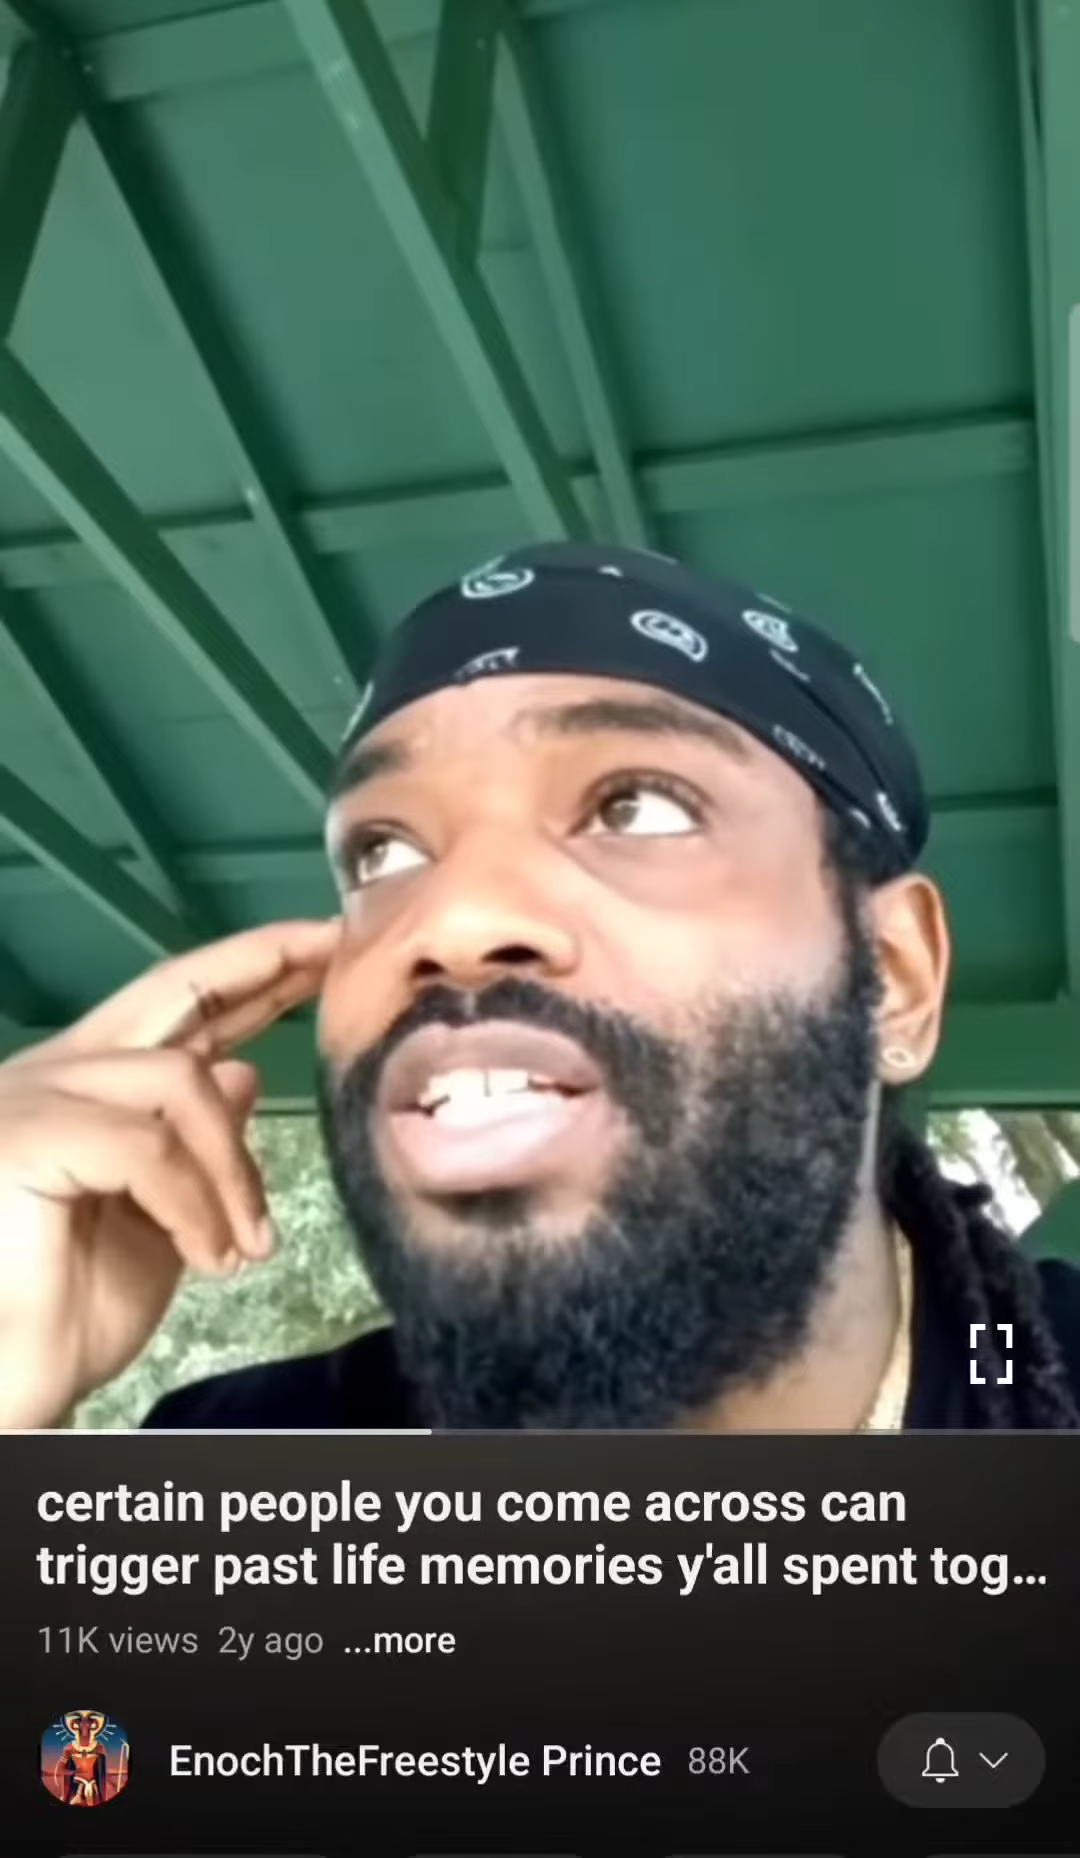 certain people you come across can
trigger past life memories y'all spent tog...
11K views 2y ago ...more
EnochTheFreestyle Prince 88K